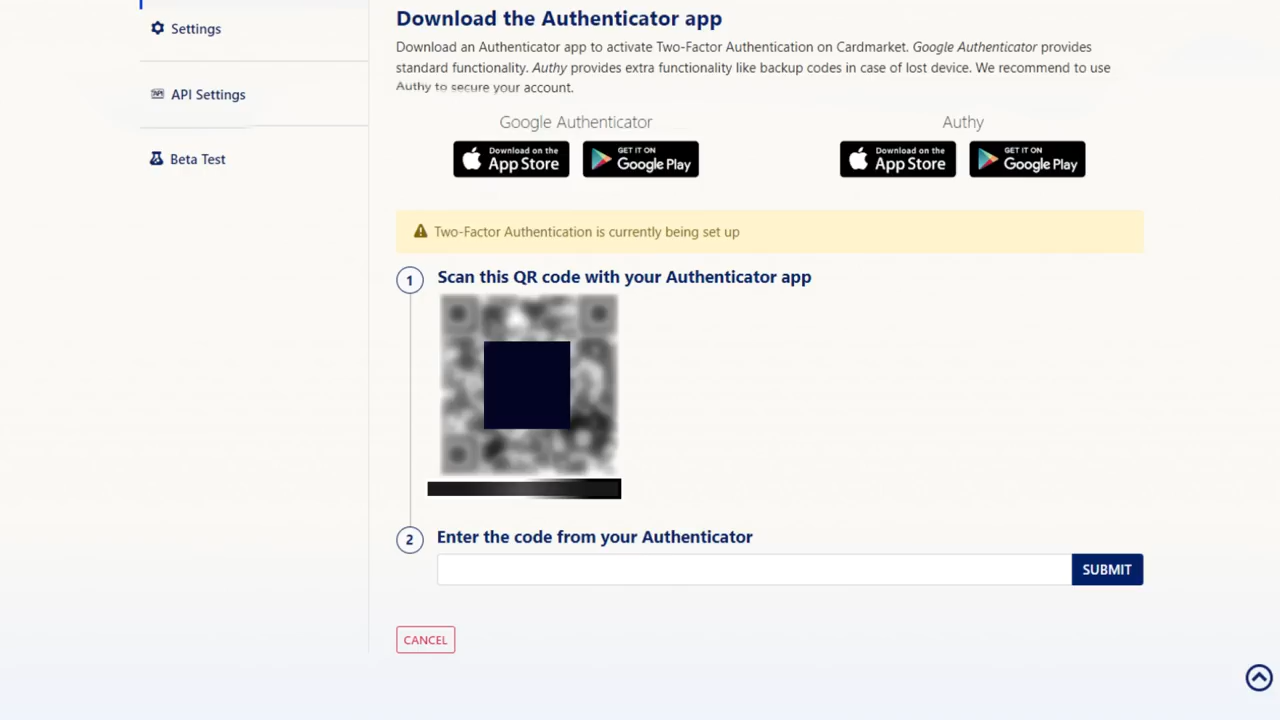 Settings
API Settings
Beta Test
Download the Authenticator app
Download an Authenticator app to activate Two-Factor Authentication on Cardmarket. Google Authenticator provides
standard functionality. Authy provides extra functionality like backup codes in case of lost device. We recommend to use
Authy to secure your account.
Google Authenticator
Authy
Download on the
App Store
GET IT ON
Google Play
Download on the
App Store
GET IT ON
Google Play
Two-Factor Authentication is currently being set up
1
Scan this QR code with your Authenticator app
2
Enter the code from your Authenticator
SUBMIT
CANCEL